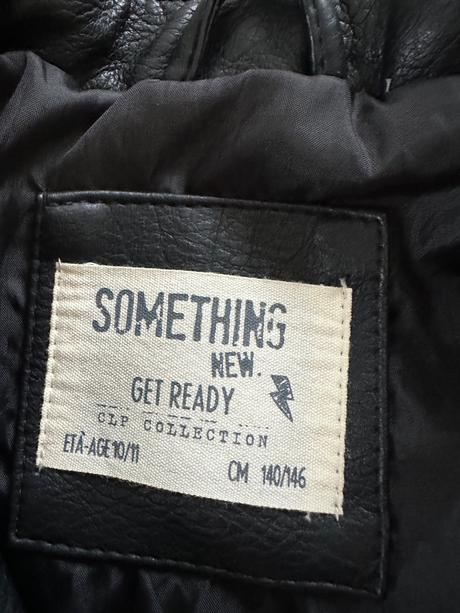 SOMETHING
NEW.
GET READY
CLP COLLECTION
ETÀ-AGE 10/11
CM 140/146